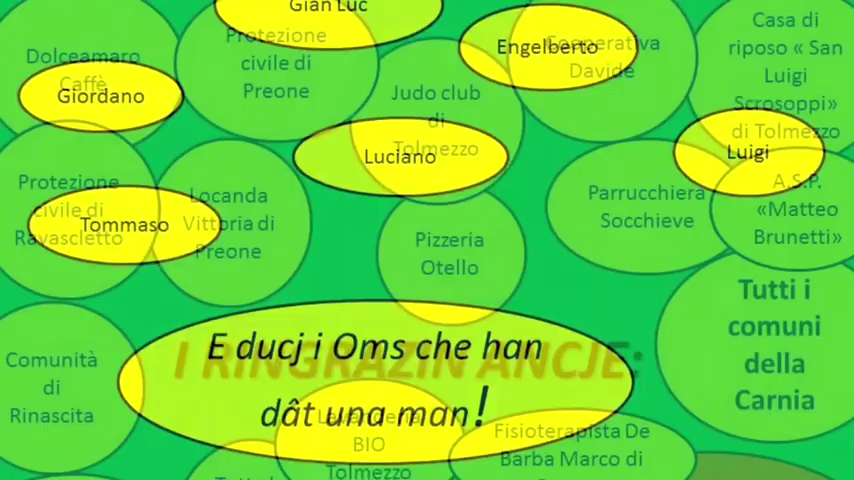 Gian Luc
Dolceamaro
Caffè
Giordano
Protezione
civile di
Preone
Engelberto
Cooperativa
Davide
Casa di
riposo « San
Luigi
Scrosoppi»
di Tolmezzo
Judo club
di
Tolmezzo
Luciano
Luigi
Protezione
civile di
Ravascletto
Tommaso
Locanda
Vittoria di
Preone
Pizzeria
Otello
Parrucchiera
Socchieve
A.S.P.
«Matteo
Brunetti»
Tutti i
comuni
della
Carnia
Comunità
di
Rinascita
I RINGRAZIN ANCJE:
E ducj i Oms che han
dât una man!
BIO
Tolmezzo
Fisioterapista De
Barba Marco di